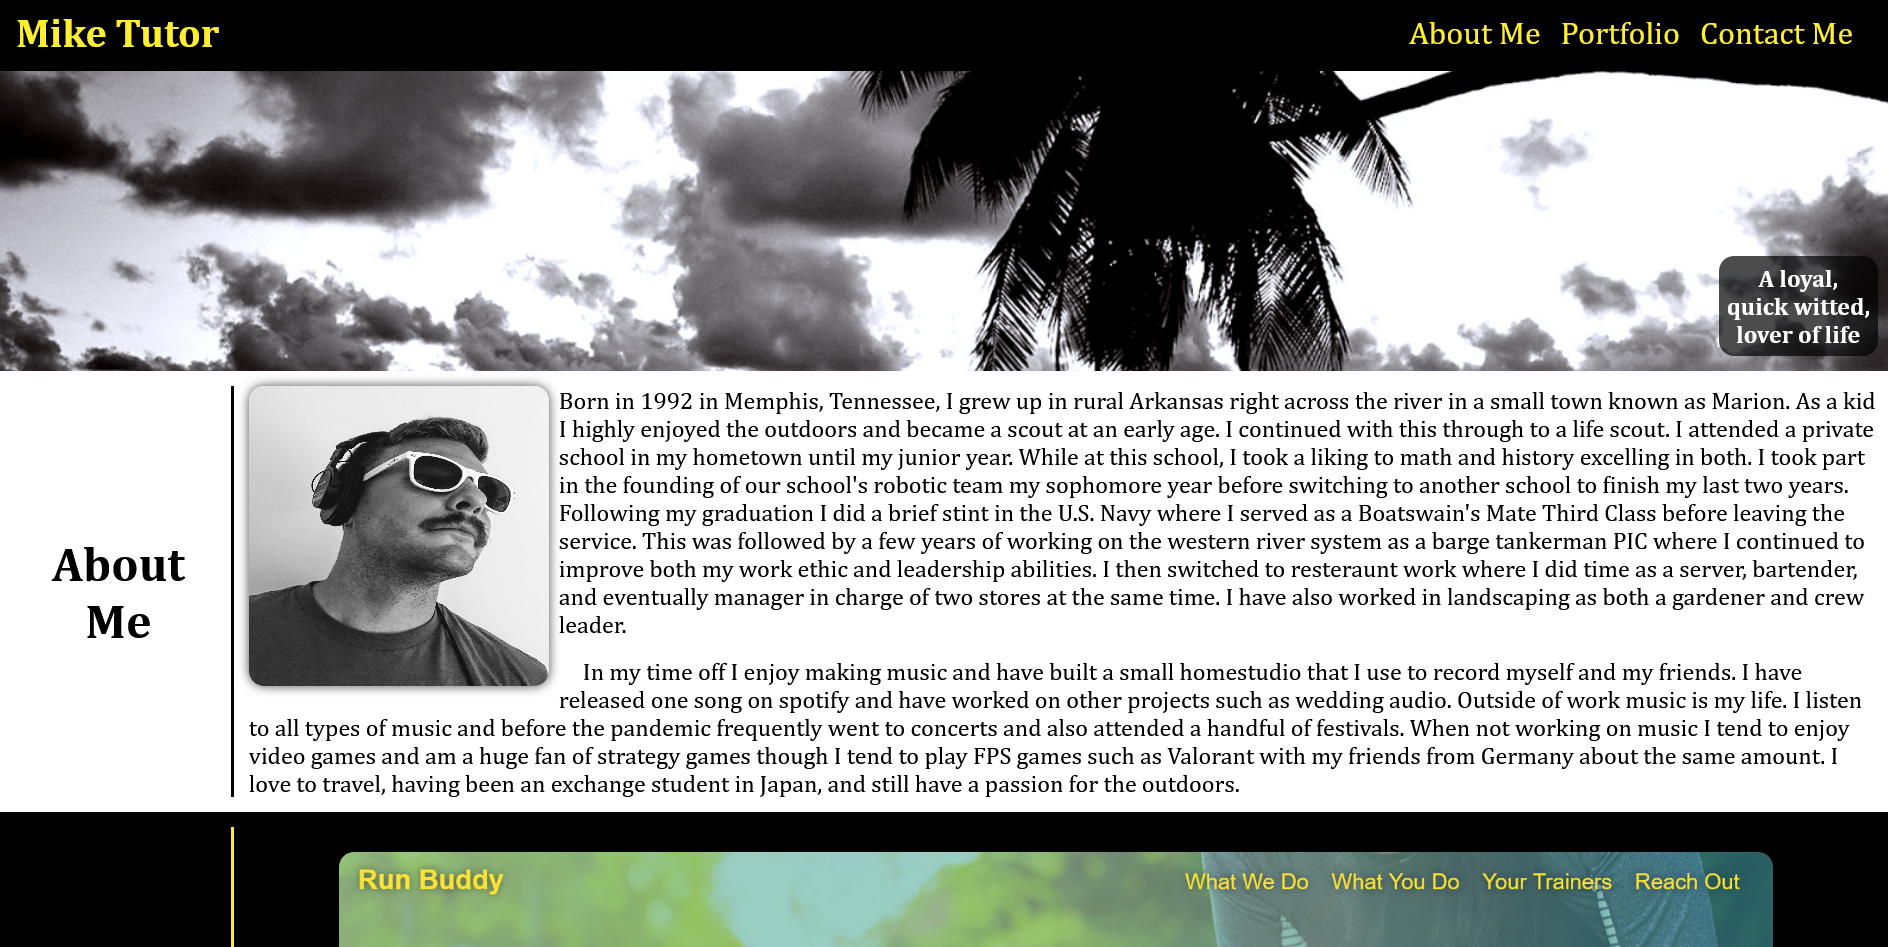 Mike Tutor
About Me Portfolio Contact Me
A loyal,
quick witted,
lover of life
About
Me
Born in 1992 in Memphis, Tennessee, I grew up in rural Arkansas right across the river in a small town known as Marion. As a kid
I highly enjoyed the outdoors and became a scout at an early age. I continued with this through to a life scout. I attended a private
school in my hometown until my junior year. While at this school, I took a liking to math and history excelling in both. I took part
in the founding of our school's robotic team my sophomore year before switching to another school to finish my last two years.
Following my graduation I did a brief stint in the U.S. Navy where I served as a Boatswain's Mate Third Class before leaving the
service. This was followed by a few years of working on the western river system as a barge tankerman PIC where I continued to
improve both my work ethic and leadership abilities. I then switched to resteraunt work where I did time as a server, bartender,
and eventually manager in charge of two stores at the same time. I have also worked in landscaping as both a gardener and crew
leader.
In my time off I enjoy making music and have built a small homestudio that I use to record myself and my friends. I have
released one song on spotify and have worked on other projects such as wedding audio. Outside of work music is my life. I listen
to all types of music and before the pandemic frequently went to concerts and also attended a handful of festivals. When not working on music I tend to enjoy
video games and am a huge fan of strategy games though I tend to play FPS games such as Valorant with my friends from Germany about the same amount. I
love to travel, having been an exchange student in Japan, and still have a passion for the outdoors.
Run Buddy
What We Do What You Do Your Trainers Reach Out